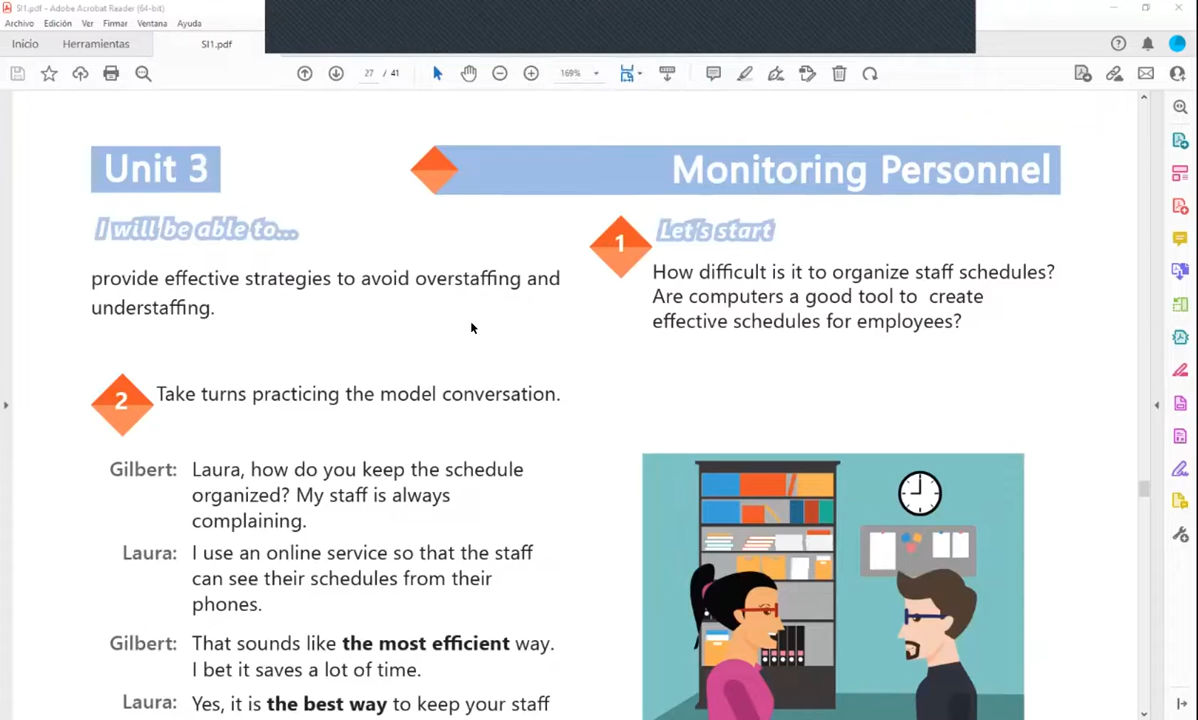 SI1.pdf - Adobe Acrobat Reader (64-bit)
Archivo Edición Ver Firmar Ventana Ayuda
Inicio Herramientas SI1.pdf
27 / 41 169%
Unit 3
Monitoring Personnel
I will be able to...
provide effective strategies to avoid overstaffing and
understaffing.
1 Let's start
How difficult is it to organize staff schedules?
Are computers a good tool to create
effective schedules for employees?
2 Take turns practicing the model conversation.
Gilbert: Laura, how do you keep the schedule
organized? My staff is always
complaining.
Laura: I use an online service so that the staff
can see their schedules from their
phones.
Gilbert: That sounds like the most efficient way.
I bet it saves a lot of time.
Laura: Yes, it is the best way to keep your staff